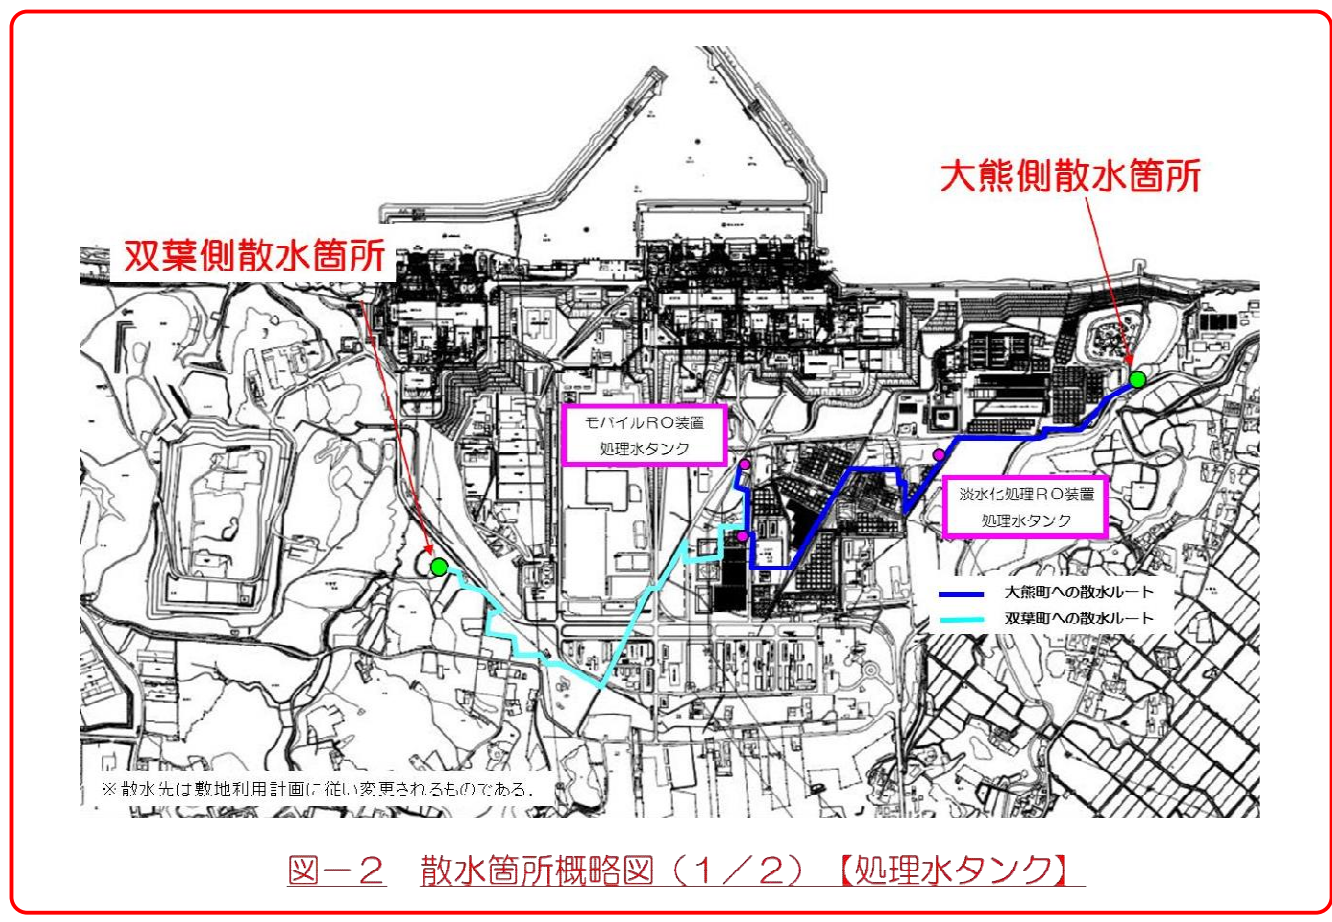 大熊側散水箇所
双葉側散水箇所
モバイルRO装置
処理水タンク
淡水化処理RO装置
処理水タンク
大熊町への散水ルート
双葉町への散水ルート
※散水先は敷地利用計画に従い変更されるものである.
図-2 散水箇所概略図(1/2)【処理水タンク】